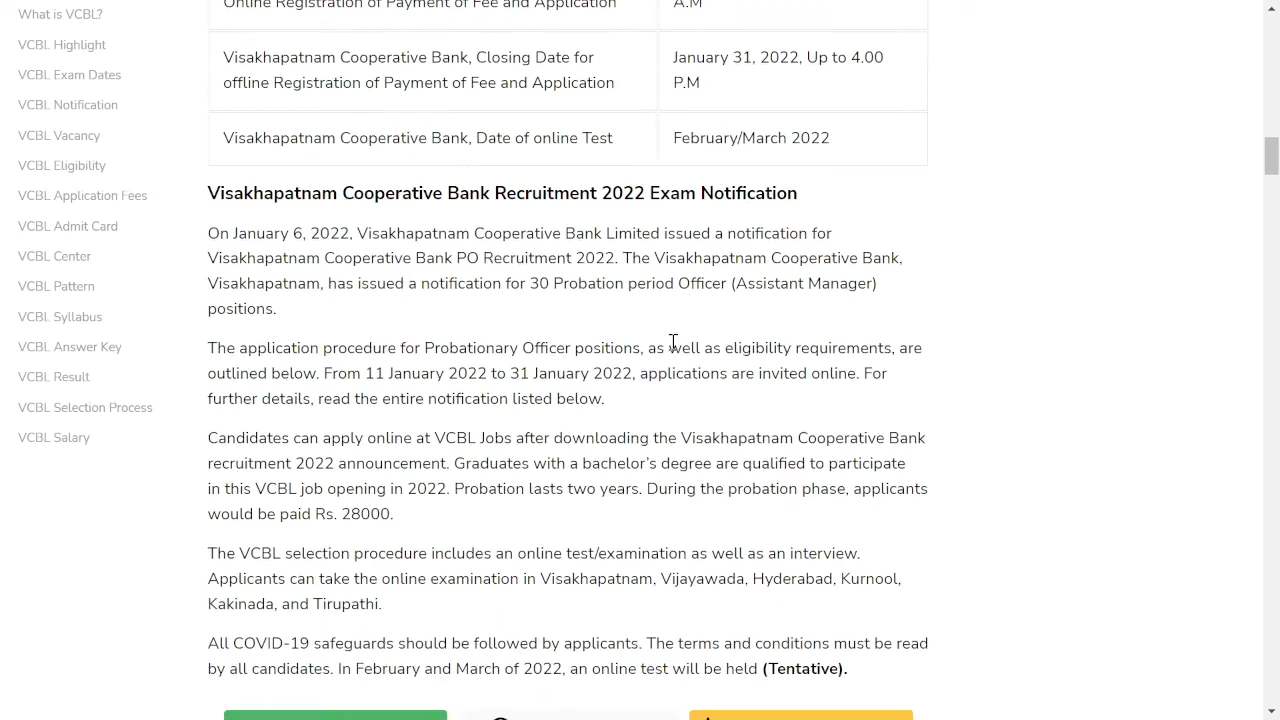 What is VCBL?
VCBL Highlight
VCBL Exam Dates
VCBL Notification
VCBL Vacancy
VCBL Eligibility
VCBL Application Fees
VCBL Admit Card
VCBL Center
VCBL Pattern
VCBL Syllabus
VCBL Answer Key
VCBL Result
VCBL Selection Process
VCBL Salary
Online Registration of Payment of Fee and Application
A.M
Visakhapatnam Cooperative Bank, Closing Date for
offline Registration of Payment of Fee and Application
January 31, 2022, Up to 4.00
P.M
Visakhapatnam Cooperative Bank, Date of online Test
February/March 2022
Visakhapatnam Cooperative Bank Recruitment 2022 Exam Notification
On January 6, 2022, Visakhapatnam Cooperative Bank Limited issued a notification for
Visakhapatnam Cooperative Bank PO Recruitment 2022. The Visakhapatnam Cooperative Bank,
Visakhapatnam, has issued a notification for 30 Probation period Officer (Assistant Manager)
positions.
The application procedure for Probationary Officer positions, as well as eligibility requirements, are
outlined below. From 11 January 2022 to 31 January 2022, applications are invited online. For
further details, read the entire notification listed below.
Candidates can apply online at VCBL Jobs after downloading the Visakhapatnam Cooperative Bank
recruitment 2022 announcement. Graduates with a bachelor's degree are qualified to participate
in this VCBL job opening in 2022. Probation lasts two years. During the probation phase, applicants
would be paid Rs. 28000.
The VCBL selection procedure includes an online test/examination as well as an interview.
Applicants can take the online examination in Visakhapatnam, Vijayawada, Hyderabad, Kurnool,
Kakinada, and Tirupathi.
All COVID-19 safeguards should be followed by applicants. The terms and conditions must be read
by all candidates. In February and March of 2022, an online test will be held (Tentative).